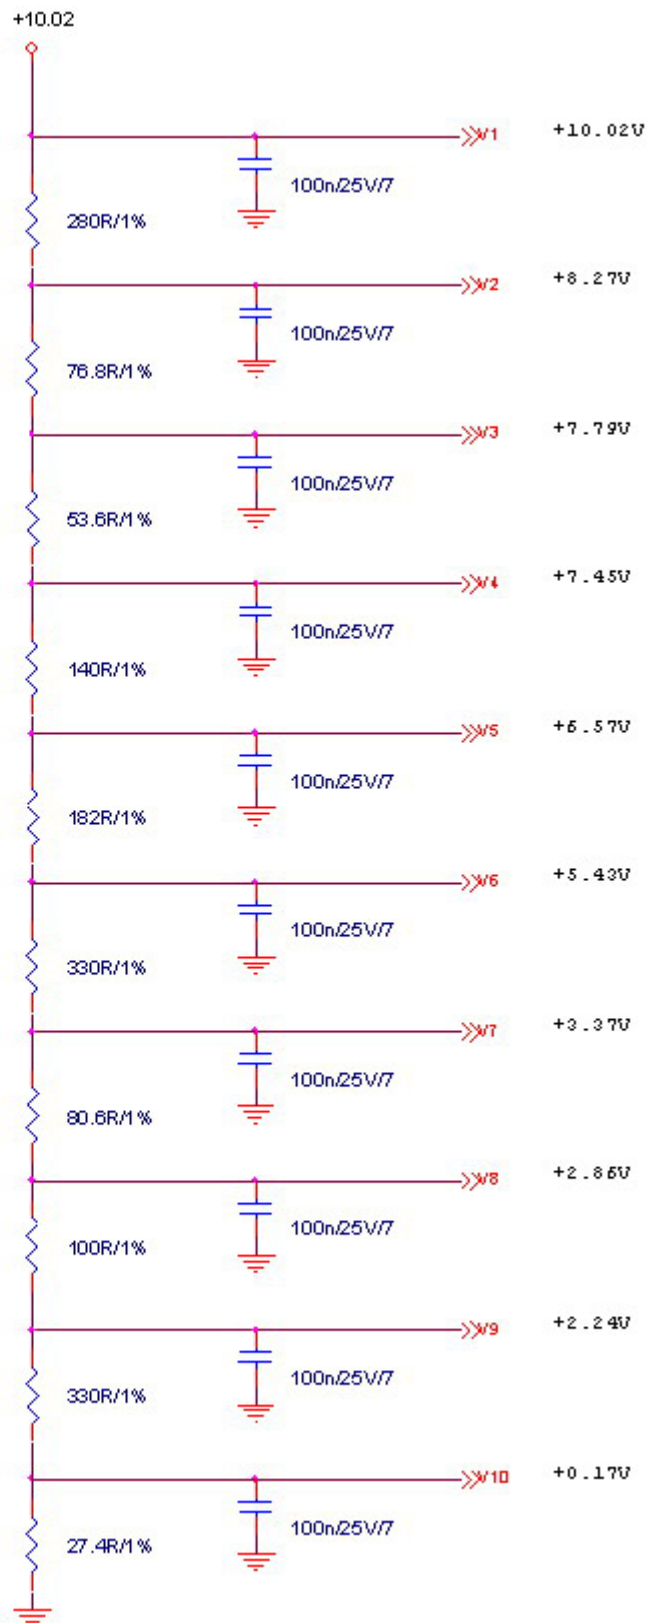 +10.02
V1 +10.02V
100n/25V/7
280R/1%
V2 +8.27V
100n/25V/7
76.8R/1%
V3 +7.79V
100n/25V/7
53.6R/1%
V4 +7.45V
100n/25V/7
140R/1%
V5 +6.57V
100n/25V/7
182R/1%
V6 +5.43V
100n/25V/7
330R/1%
V7 +3.37V
100n/25V/7
80.6R/1%
V8 +2.86V
100n/25V/7
100R/1%
V9 +2.24V
100n/25V/7
330R/1%
V10 +0.17V
100n/25V/7
27.4R/1%